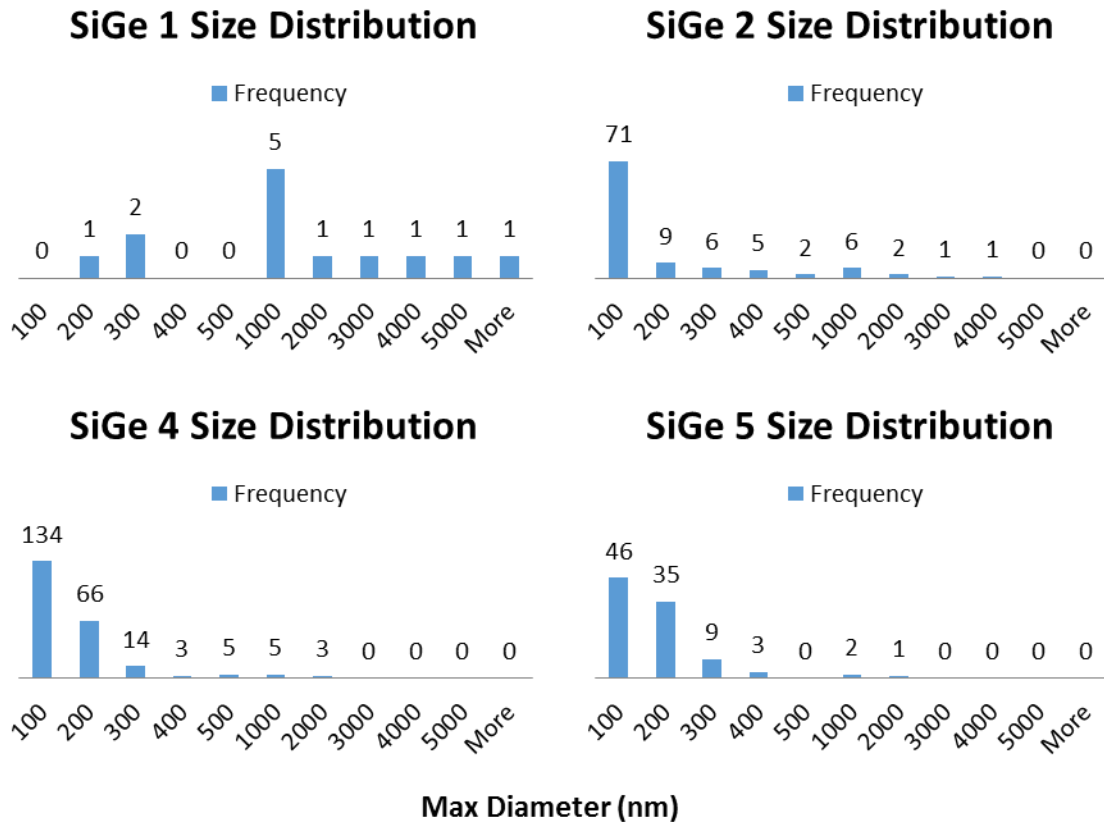 SiGe 1 Size Distribution
Frequency
0 1 2 0 0 5 1 1 1 1 1
100 200 300 400 500 1000 2000 3000 4000 5000 More
SiGe 2 Size Distribution
Frequency
71 9 6 5 2 6 2 1 1 0 0
100 200 300 400 500 1000 2000 3000 4000 5000 More
SiGe 4 Size Distribution
Frequency
134 66 14 3 5 5 3 0 0 0 0
100 200 300 400 500 1000 2000 3000 4000 5000 More
SiGe 5 Size Distribution
Frequency
46 35 9 3 0 2 1 0 0 0 0
100 200 300 400 500 1000 2000 3000 4000 5000 More
Max Diameter (nm)